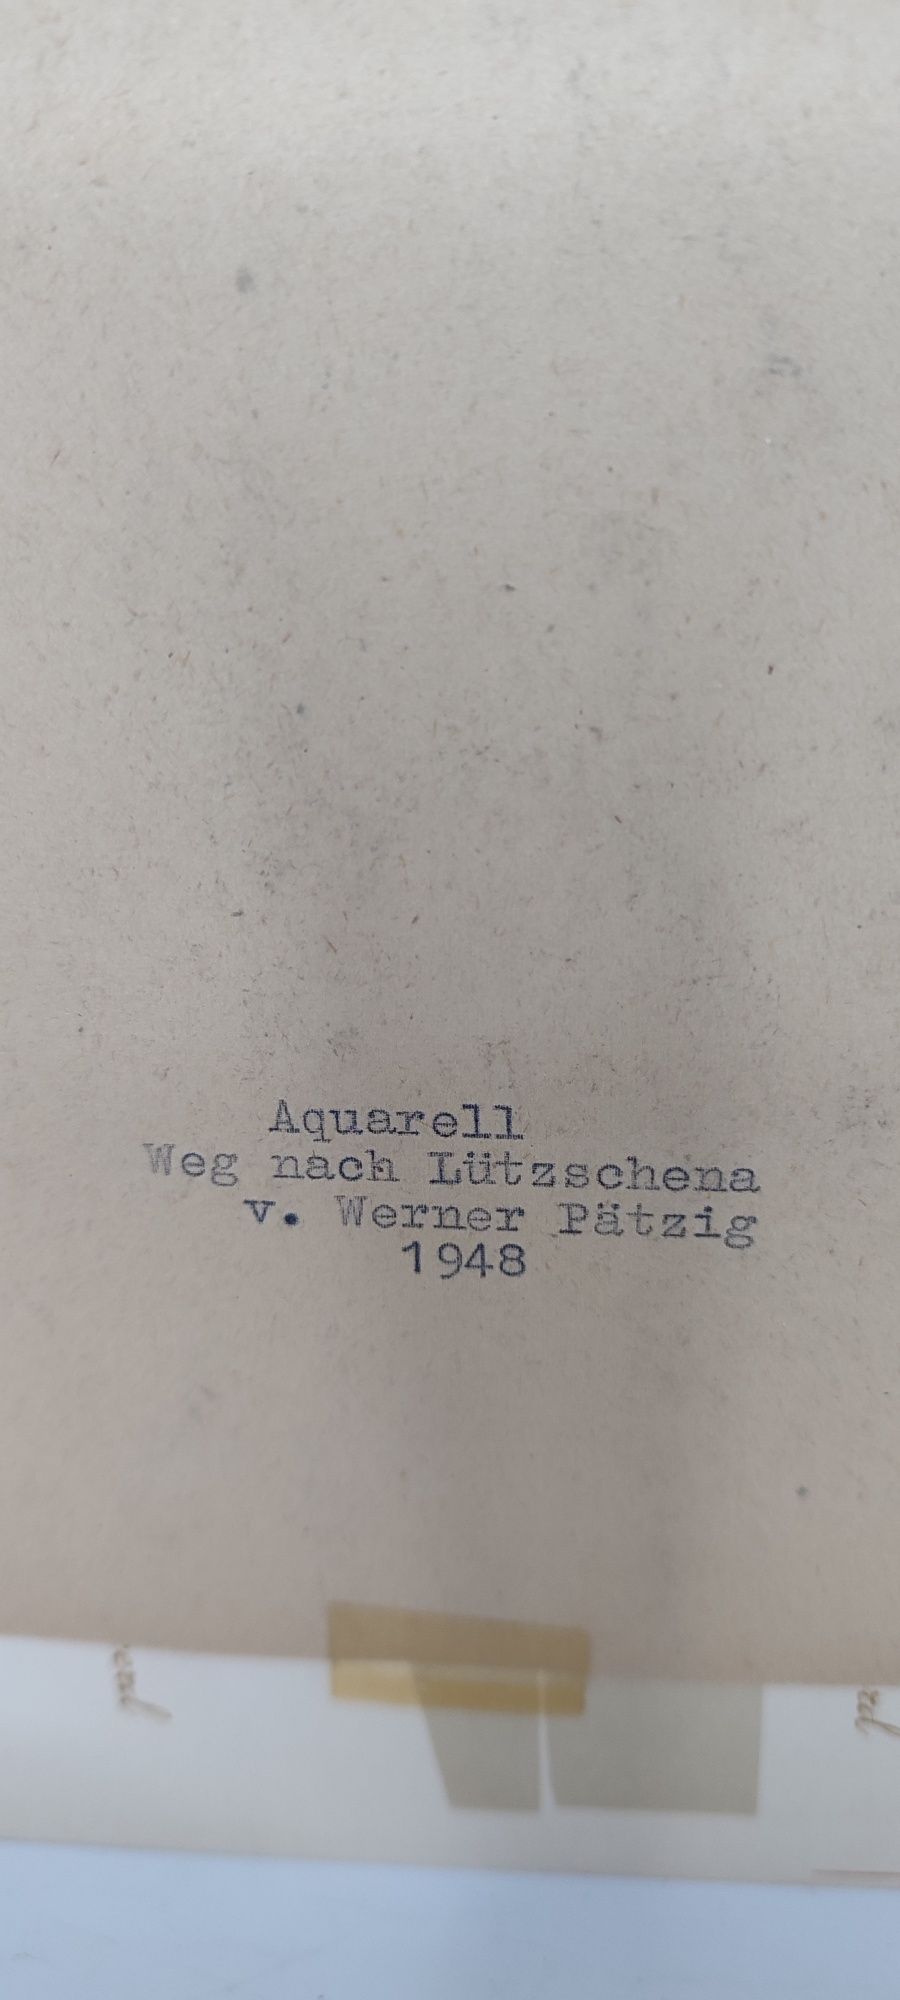 Aquarell
Weg nach Lützschena
v. Werner Pätzig
1948